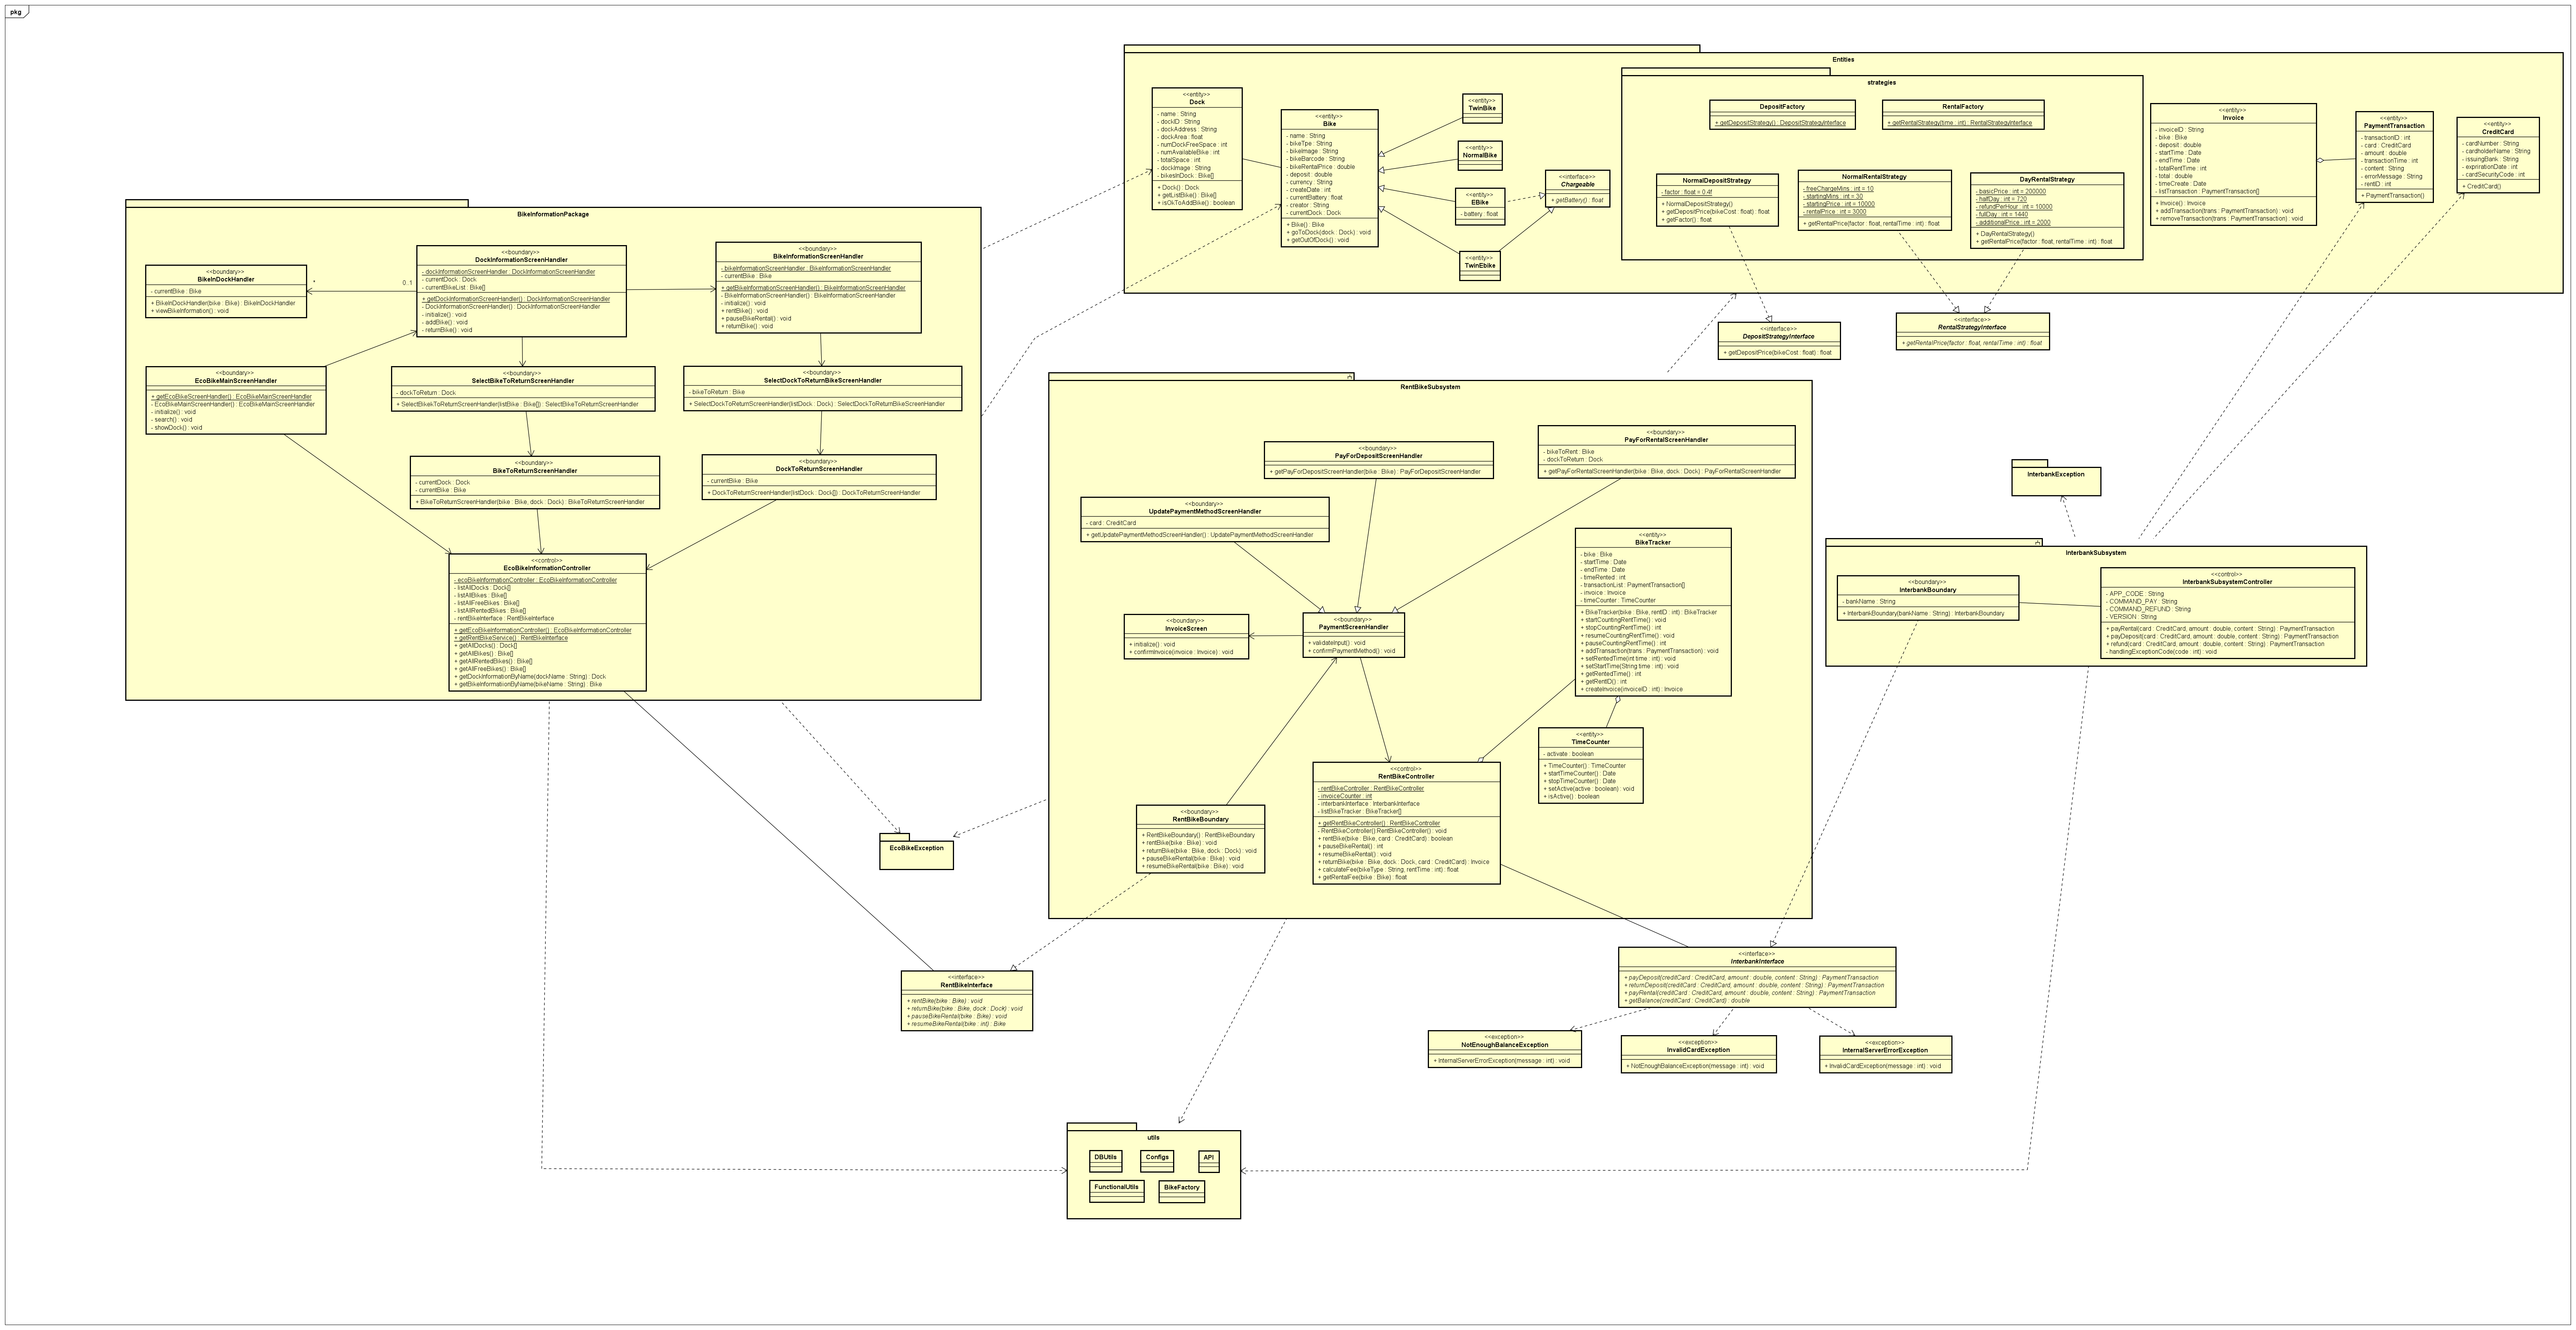 pkg
Entities
<<entity>>
Dock
- name : String
- dockID : String
- dockAddress : String
- dockArea : float
- numDockFreeSpace : int
- numAvailableBike : int
- totalSpace : int
- dockImage : String
- bikesInDock : Bike[]
+ Dock() : Dock
+ getListBike() : Bike[]
+ isOkToAddBike() : boolean
<<entity>>
Bike
- name : String
- bikeTpe : String
- bikeImage : String
- bikeBarcode : String
- bikeRentalPrice : double
- deposit : double
- currency : String
- createDate : int
- currentBattery : float
- creator : String
- currentDock : Dock
+ Bike() : Bike
+ goToDock(dock : Dock) : void
+ getOutOfDock() : void
<<entity>>
TwinBike
<<entity>>
NormalBike
<<entity>>
EBike
- battery : float
<<entity>>
TwinEbike
<<interface>>
Chargeable
+ getBattery() : float
strategies
DepositFactory
+ getDepositStrategy() : DepositStrategyInterface
RentalFactory
+ getRentalStrategy(time : int) : RentalStrategyInterface
NormalDepositStrategy
- factor : float = 0.4f
+ NormalDepositStrategy()
+ getDepositPrice(bikeCost : float) : float
+ getFactor() : float
NormalRentalStrategy
- freeChargeMins : int = 10
- startingMins : int = 30
- startingPrice : int = 10000
- rentalPrice : int = 3000
+ getRentalPrice(factor : float, rentalTime : int) : float
DayRentalStrategy
- basicPrice : int = 200000
- halfDay : int = 720
- refundPerHour : int = 10000
- fullDay : int = 1440
- additionalPrice : int = 2000
+ DayRentalStrategy()
+ getRentalPrice(factor : float, rentalTime : int) : float
<<entity>>
Invoice
- invoiceID : String
- bike : Bike
- deposit : double
- startTime : Date
- endTime : Date
- totalRentTime : int
- total : double
- timeCreate : Date
- listTransaction : PaymentTransaction[]
+ Invoice() : Invoice
+ addTransaction(trans : PaymentTransaction) : void
+ removeTransaction(trans : PaymentTransaction) : void
<<entity>>
PaymentTransaction
- transactionID : int
- card : CreditCard
- amount : double
- transactionTime : int
- content : String
- errorMessage : String
- rentID : int
+ PaymentTransaction()
<<entity>>
CreditCard
- cardNumber : String
- cardholderName : String
- issuingBank : String
- expirationDate : int
- cardSecurityCode : int
+ CreditCard()
<<interface>>
DepositStrategyInterface
+ getDepositPrice(bikeCost : float) : float
<<interface>>
RentalStrategyInterface
+ getRentalPrice(factor : float, rentalTime : int) : float
BikeInformationPackage
<<boundary>>
BikeInDockHandler
- currentBike : Bike
+ BikeInDockHandler(bike : Bike) : BikeInDockHandler
+ viewBikeInformation() : void
*
0..1
<<boundary>>
DockInformationScreenHandler
- dockInformationScreenHandler : DockInformationScreenHandler
- currentDock : Dock
- currentBikeList : Bike[]
+ getDockInformationScreenHandler() : DockInformationScreenHandler
- DockInformationScreenHandler() : DockInformationScreenHandler
- initialize() : void
- addBike() : void
- returnBike() : void
<<boundary>>
BikeInformationScreenHandler
- bikeInformationScreenHandler : BikeInformationScreenHandler
- currentBike : Bike
+ getBikeInformationScreenHandler() : BikeInformationScreenHandler
- BikeInformationScreenHandler() : BikeInformationScreenHandler
- initialize() : void
+ rentBike() : void
+ pauseBikeRental() : void
+ returnBike() : void
<<boundary>>
EcoBikeMainScreenHandler
+ getEcoBikeScreenHandler() : EcoBikeMainScreenHandler
- EcoBikeMainScreenHandler() : EcoBikeMainScreenHandler
- initialize() : void
- search() : void
- showDock() : void
<<boundary>>
SelectBikeToReturnScreenHandler
- dockToReturn : Dock
+ SelectBikekToReturnScreenHandler(listBike : Bike[]) : SelectBikeToReturnScreenHandler
<<boundary>>
SelectDockToReturnBikeScreenHandler
- bikeToReturn : Bike
+ SelectDockToReturnScreenHandler(listDock : Dock) : SelectDockToReturnBikeScreenHandler
<<boundary>>
BikeToReturnScreenHandler
- currentDock : Dock
- currentBike : Bike
+ BikeToReturnScreenHandler(bike : Bike, dock : Dock) : BikeToReturnScreenHandler
<<boundary>>
DockToReturnScreenHandler
- currentBike : Bike
+ DockToReturnScreenHandler(listDock : Dock[]) : DockToReturnScreenHandler
<<control>>
EcoBikeInformationController
- ecoBikeInformationController : EcoBikeInformationController
- listAllDocks : Dock[]
- listAllBikes : Bike[]
- listAllFreeBikes : Bike[]
- listAllRentedBikes : Bike[]
- rentBikeInterface : RentBikeInterface
+ getEcoBikeInformationController() : EcoBikeInformationController
+ getRentBikeService() : RentBikeInterface
+ getAllDocks() : Dock[]
+ getAllBikes() : Bike[]
+ getAllRentedBikes() : Bike[]
+ getAllFreeBikes() : Bike[]
+ getDockInformationByName(dockName : String) : Dock
+ getBikeInformationByName(bikeName : String) : Bike
RentBikeSubsystem
<<boundary>>
PayForDepositScreenHandler
+ getPayForDepositScreenHandler(bike : Bike) : PayForDepositScreenHandler
<<boundary>>
PayForRentalScreenHandler
- bikeToRent : Bike
- dockToReturn : Dock
+ getPayForRentalScreenHandler(bike : Bike, dock : Dock) : PayForRentalScreenHandler
<<boundary>>
UpdatePaymentMethodScreenHandler
- card : CreditCard
+ getUpdatePaymentMethodScreenHandler() : UpdatePaymentMethodScreenHandler
<<entity>>
BikeTracker
- bike : Bike
- startTime : Date
- endTime : Date
- timeRented : int
- transactionList : PaymentTransaction[]
- invoice : Invoice
- timeCounter : TimeCounter
+ BikeTracker(bike : Bike, rentID : int) : BikeTracker
+ startCountingRentTime() : void
+ stopCountingRentTime() : int
+ resumeCountingRentTime() : void
+ pauseCountingRentTime() : int
+ addTransaction(trans : PaymentTransaction) : void
+ setRentedTime(int time : int) : void
+ setStartTime(String time : int) : void
+ getRentedTime() : int
+ getRentID() : int
+ createInvoice(invoiceID : int) : Invoice
<<boundary>>
InvoiceScreen
+ initialize() : void
+ confirmInvoice(invoice : Invoice) : void
<<boundary>>
PaymentScreenHandler
+ validateInput() : void
+ confirmPaymentMethod() : void
<<entity>>
TimeCounter
- activate : boolean
+ TimeCounter() : TimeCounter
+ startTimeCounter() : Date
+ stopTimeCounter() : Date
+ setActive(active : boolean) : void
+ isActive() : boolean
<<control>>
RentBikeController
- rentBikeController : RentBikeController
- invoiceCounter : int
- interbankInterface : InterbankInterface
- listBikeTracker : BikeTracker[]
+ getRentBikeController() : RentBikeController
- RentBikeController():RentBikeController() : void
+ rentBike(bike : Bike, card : CreditCard) : boolean
+ pauseBikeRental() : int
+ resumeBikeRental() : void
+ returnBike(bike : Bike, dock : Dock, card : CreditCard) : Invoice
+ calculateFee(bikeType : String, rentTime : int) : float
+ getRentalFee(bike : Bike) : float
<<boundary>>
RentBikeBoundary
+ RentBikeBoundary() : RentBikeBoundary
+ rentBike(bike : Bike) : void
+ returnBike(bike : Bike, dock : Dock) : void
+ pauseBikeRental(bike : Bike) : void
+ resumeBikeRental(bike : Bike) : void
InterbankException
InterbankSubsystem
<<boundary>>
InterbankBoundary
- bankName : String
+ InterbankBoundary(bankName : String) : InterbankBoundary
<<control>>
InterbankSubsystemController
- APP_CODE : String
- COMMAND_PAY : String
- COMMAND_REFUND : String
- VERSION : String
+ payRental(card : CreditCard, amount : double, content : String) : PaymentTransaction
+ payDeposit(card : CreditCard, amount : double, content : String) : PaymentTransaction
+ refund(card : CreditCard, amount : double, content : String) : PaymentTransaction
- handlingExceptionCode(code : int) : void
EcoBikeException
<<interface>>
RentBikeInterface
+ rentBike(bike : Bike) : void
+ returnBike(bike : Bike, dock : Dock) : void
+ pauseBikeRental(bike : Bike) : void
+ resumeBikeRental(bike : int) : Bike
<<interface>>
InterbankInterface
+ payDeposit(creditCard : CreditCard, amount : double, content : String) : PaymentTransaction
+ returnDeposit(creditCard : CreditCard, amount : double, content : String) : PaymentTransaction
+ payRental(creditCard : CreditCard, amount : double, content : String) : PaymentTransaction
+ getBalance(creditCard : CreditCard) : double
<<exception>>
NotEnoughBalanceException
+ InternalServerErrorException(message : int) : void
<<exception>>
InvalidCardException
+ NotEnoughBalanceException(message : int) : void
<<exception>>
InternalServerErrorException
+ InvalidCardException(message : int) : void
utils
DBUtils
Configs
API
FunctionalUtils
BikeFactory